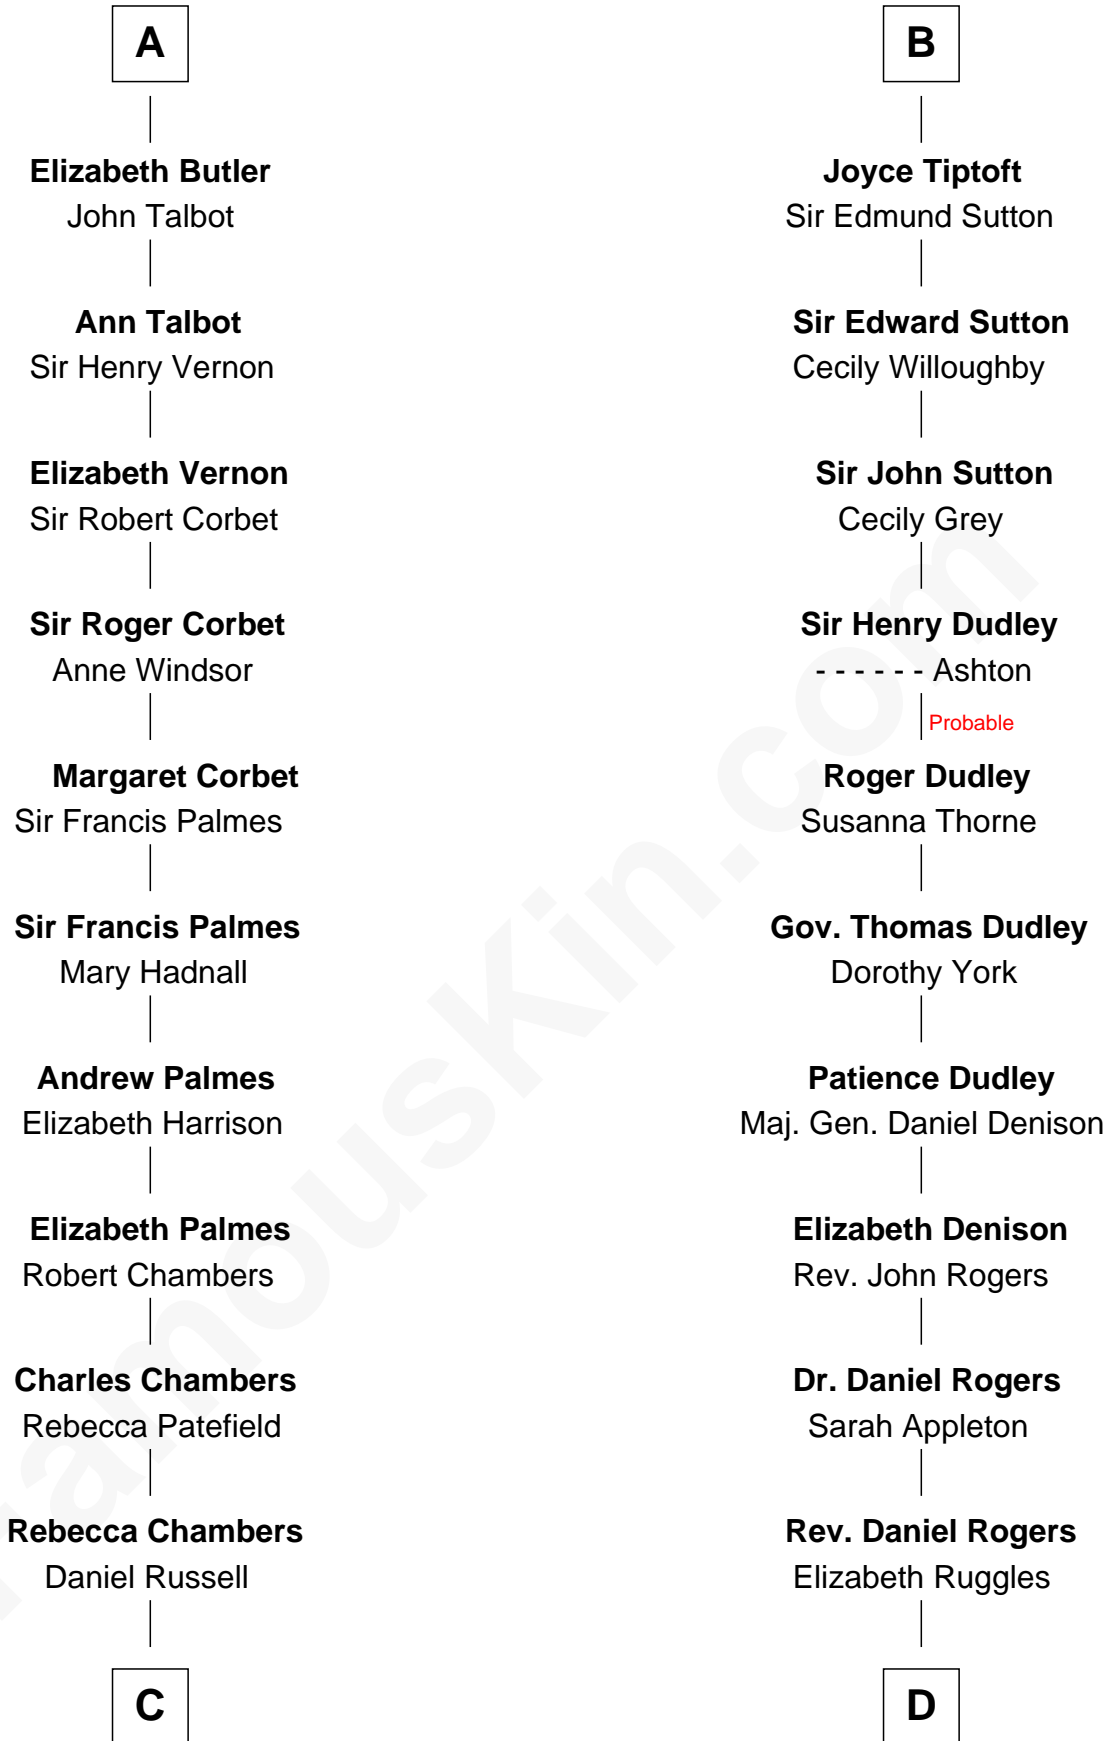 A
Elizabeth Butler
John Talbot
Ann Talbot
Sir Henry Vernon
Elizabeth Vernon
Sir Robert Corbet
Sir Roger Corbet
Anne Windsor
Margaret Corbet
Sir Francis Palmes
Sir Francis Palmes
Mary Hadnall
Andrew Palmes
Elizabeth Harrison
Elizabeth Palmes
Robert Chambers
Charles Chambers
Rebecca Patefield
Rebecca Chambers
Daniel Russell
C
B
Joyce Tiptoft
Sir Edmund Sutton
Sir Edward Sutton
Cecily Willoughby
Sir John Sutton
Cecily Grey
Sir Henry Dudley
- - - - - - Ashton
Probable
Roger Dudley
Susanna Thorne
Gov. Thomas Dudley
Dorothy York
Patience Dudley
Maj. Gen. Daniel Denison
Elizabeth Denison
Rev. John Rogers
Dr. Daniel Rogers
Sarah Appleton
Rev. Daniel Rogers
Elizabeth Ruggles
D
FamousKin.com